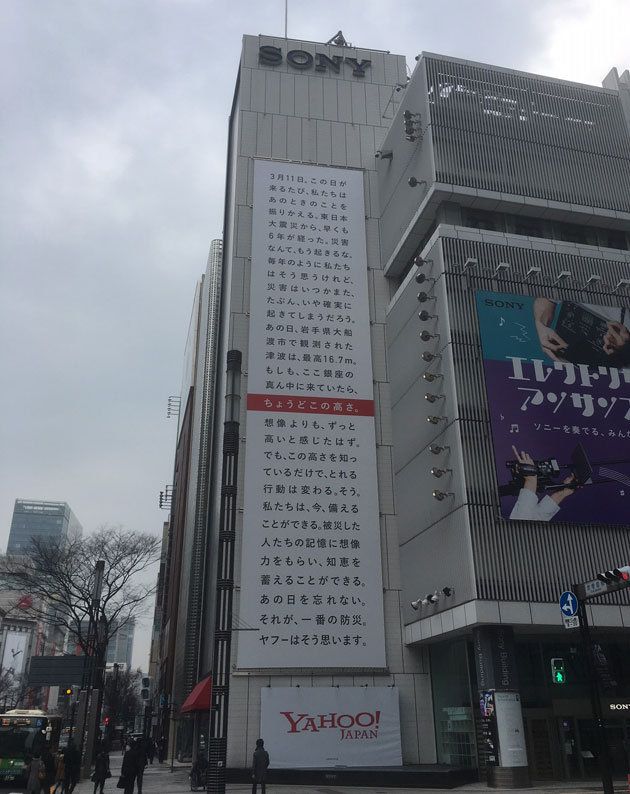 SONY
3月11日、この日が
来るたび、私たちは
あのときのことを
振りかえる。東日本
大震災から、早くも
6年が経った。災害
なんて、もう起きるな。
毎年のように私たち
はそう思うけれど、
災害はいつかまた、
たぶん、いや確実に
起きてしまうだろう。
あの日、岩手県大船
渡市で観測された
津波は、最高16.7m。
もしも、ここ銀座の
真ん中に来ていたら、
ちょうどこの高さ。
想像よりも、ずっと
高いと感じたはず。
でも、この高さを知っ
ているだけで、とれる
行動は変わる。そう。
私たちは、今、備える
ことができる。被災した
人たちの記憶に想像
力をもらい、知恵を
蓄えることができる。
あの日を忘れない。
それが、一番の防災。
ヤフーはそう思います。
YAHOO!
JAPAN
SONY
エレクトリック
アンサンブ
ソニーを奏でる、みん
Sony Building
SONY